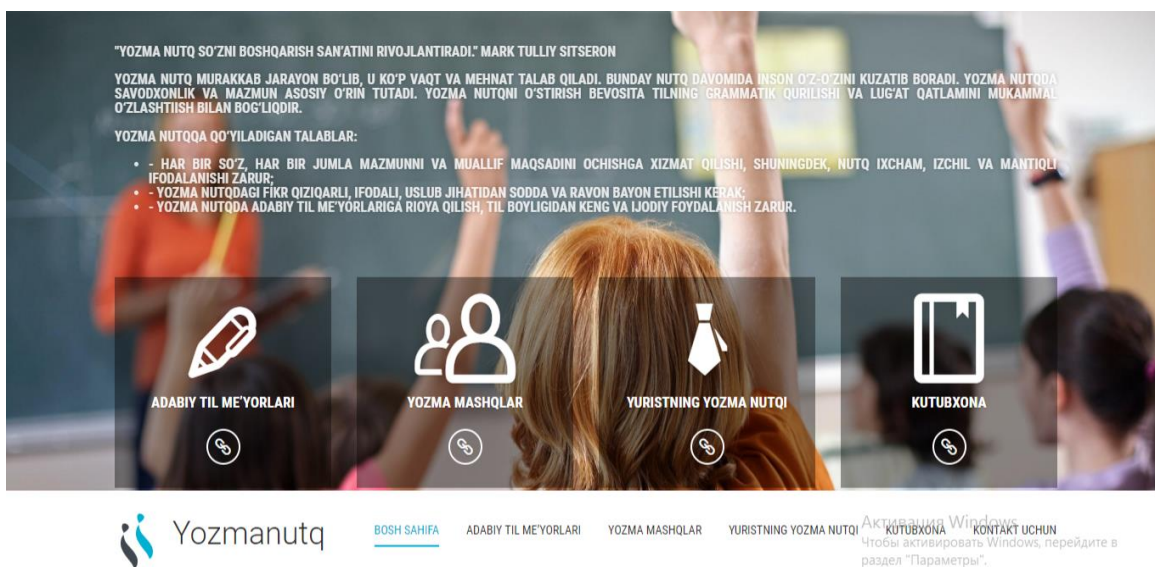 "YOZMA NUTQ SO'ZNI BOSHQARISH SAN'ATINI RIVOJLANTIRADI." MARK TULLIY SITSERON
YOZMA NUTQ MURAKKAB JARAYON BO'LIB, U KO'P VAQT VA MEHNAT TALAB QILADI. BUNDAY NUTQ DAVOMIDA INSON O'Z-O'ZINI KUZATIB BORADI. YOZMA NUTQDA
SAVODXONLIK VA MAZMUN ASOSIY O'RIN TUTADI. YOZMA NUTQNI O'STIRISH BEVOSITA TILNING GRAMMATIK QURILISHI VA LUG'AT QATLAMINI MUKAMMAL
O'ZLASHTIISH BILAN BOG'LIQDIR.
YOZMA NUTQQA QO'YILADIGAN TALABLAR:
• - HAR BIR SO'Z, HAR BIR JUMLA MAZMUNNI VA MUALLIF MAQSADINI OCHISHGA XIZMAT QILISHI, SHUNINGDEK, NUTQ IXCHAM, IZCHIL VA MANTIQLI
IFODALANISHI ZARUR;
• - YOZMA NUTQDAGI FIKR QIZIQARLI, IFODALI, USLUB JIHATIDAN SODDA VA RAVON BAYON ETILISHI KERAK;
• - YOZMA NUTQDA ADABIY TIL ME'YORLARIGA RIOYA QILISH, TIL BOYLIGIDAN KENG VA IJODIY FOYDALANISH ZARUR.
ADABIY TIL ME'YORLARI
YOZMA MASHQLAR
YURISTNING YOZMA NUTQI
KUTUBXONA
Yozmanutq
BOSH SAHIFA ADABIY TIL ME'YORLARI YOZMA MASHQLAR YURISTNING YOZMA NUTQI KUTUBXONA KONTAKT UCHUN
Активация Windows
Чтобы активировать Windows, перейдите в
раздел "Параметры".